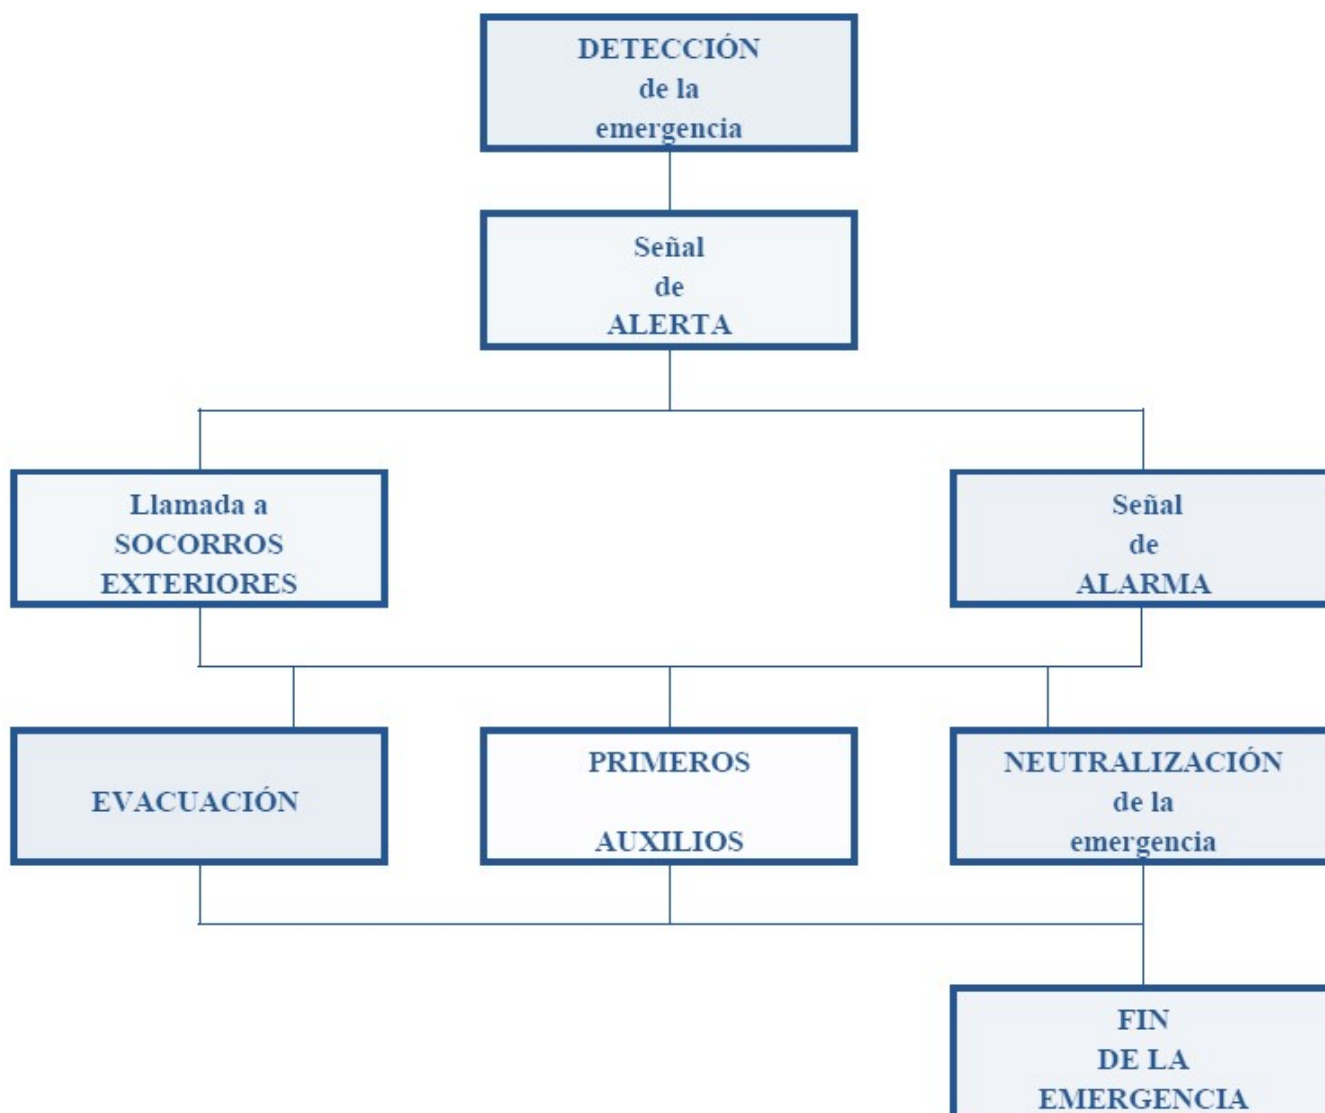 DETECCIÓN
de la
emergencia
Señal
de
ALERTA
Llamada a
SOCORROS
EXTERIORES
Señal
de
ALARMA
EVACUACIÓN
PRIMEROS
AUXILIOS
NEUTRALIZACIÓN
de la
emergencia
FIN
DE LA
EMERGENCIA